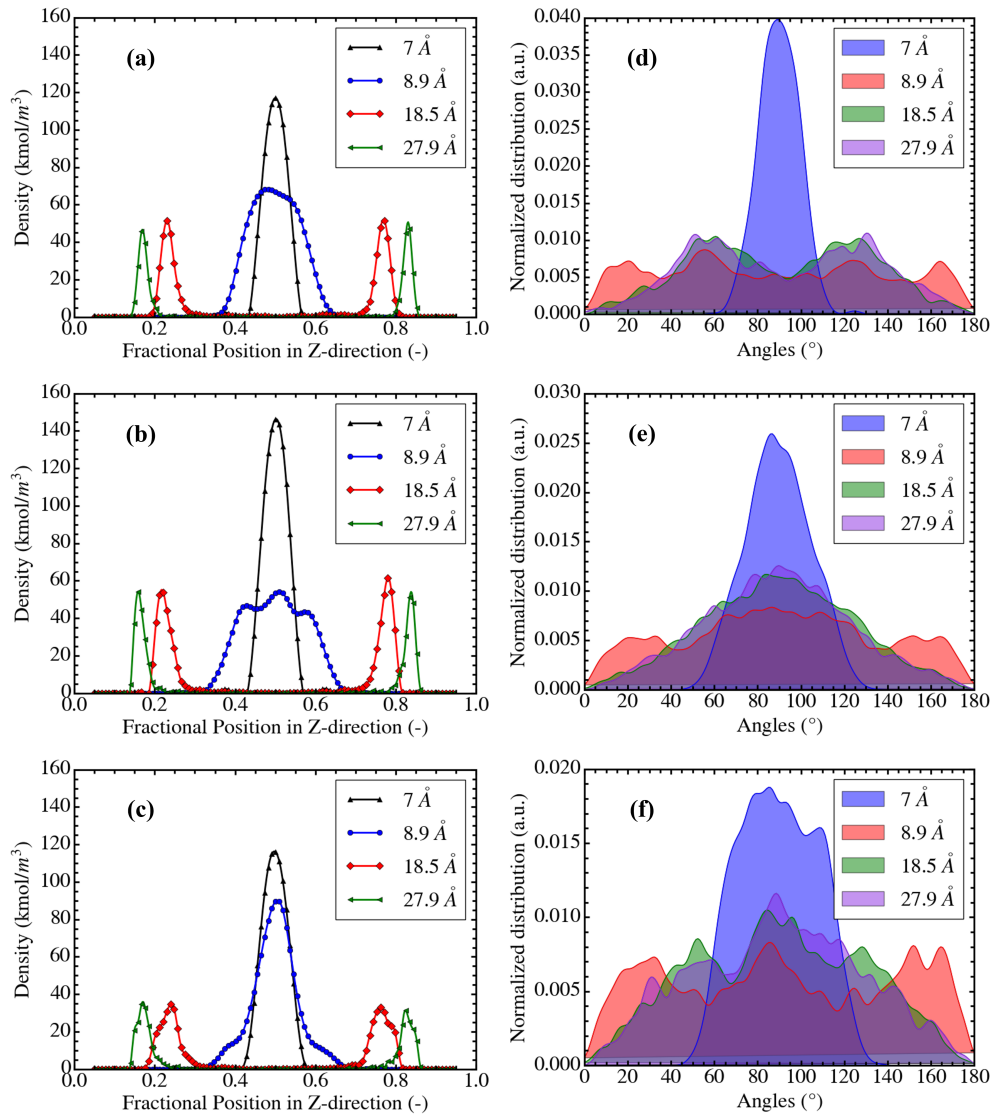 (a)
7 Å
8.9 Å
18.5 Å
27.9 Å
160
140
120
100
80
60
40
20
0
0.0 0.2 0.4 0.6 0.8 1.0
Density (kmol/m³)
Fractional Position in Z-direction (-)
(d)
7 Å
8.9 Å
18.5 Å
27.9 Å
0.040
0.035
0.030
0.025
0.020
0.015
0.010
0.005
0.000
0 20 40 60 80 100 120 140 160 180
Normalized distribution (a.u.)
Angles (°)
(b)
7 Å
8.9 Å
18.5 Å
27.9 Å
160
140
120
100
80
60
40
20
0
0.0 0.2 0.4 0.6 0.8 1.0
Density (kmol/m³)
Fractional Position in Z-direction (-)
(e)
7 Å
8.9 Å
18.5 Å
27.9 Å
0.030
0.025
0.020
0.015
0.010
0.005
0.000
0 20 40 60 80 100 120 140 160 180
Normalized distribution (a.u.)
Angles (°)
(c)
7 Å
8.9 Å
18.5 Å
27.9 Å
160
140
120
100
80
60
40
20
0
0.0 0.2 0.4 0.6 0.8 1.0
Density (kmol/m³)
Fractional Position in Z-direction (-)
(f)
7 Å
8.9 Å
18.5 Å
27.9 Å
0.020
0.015
0.010
0.005
0.000
0 20 40 60 80 100 120 140 160 180
Normalized distribution (a.u.)
Angles (°)